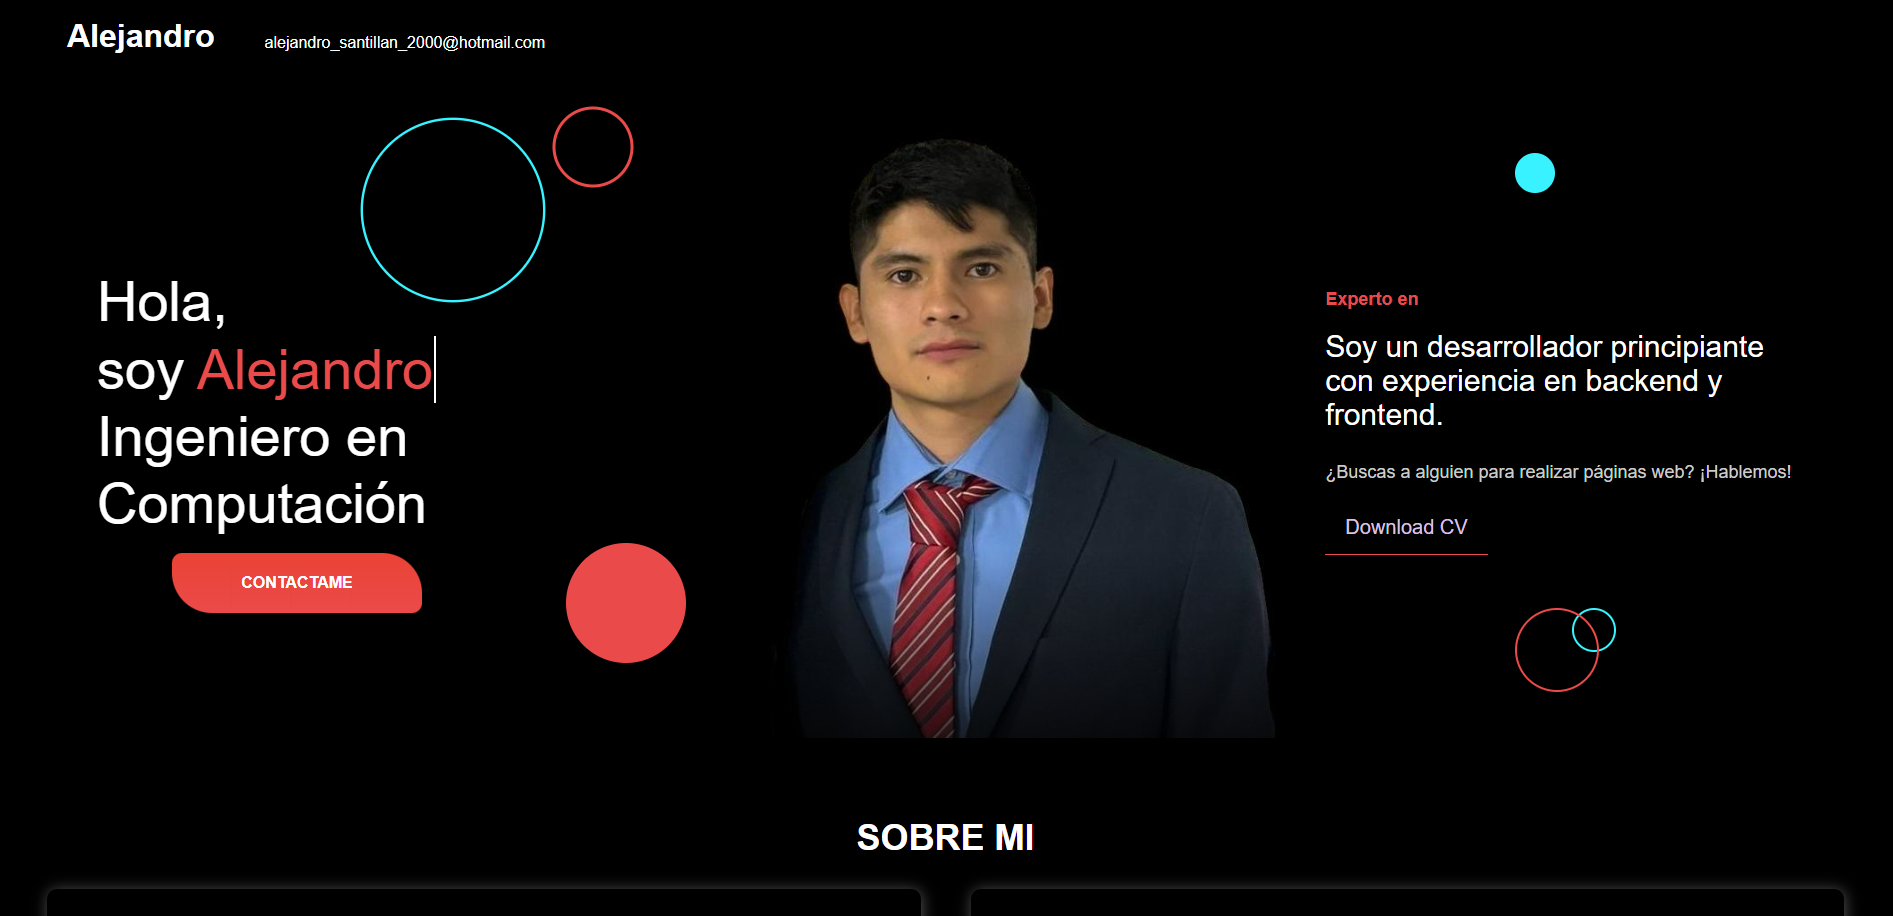 Alejandro
alejandro_santillan_2000@hotmail.com
Hola,
soy Alejandro
Ingeniero en
Computación
CONTACTAME
Experto en
Soy un desarrollador principiante
con experiencia en backend y
frontend.
¿Buscas a alguien para realizar páginas web? ¡Hablemos!
Download CV
SOBRE MI